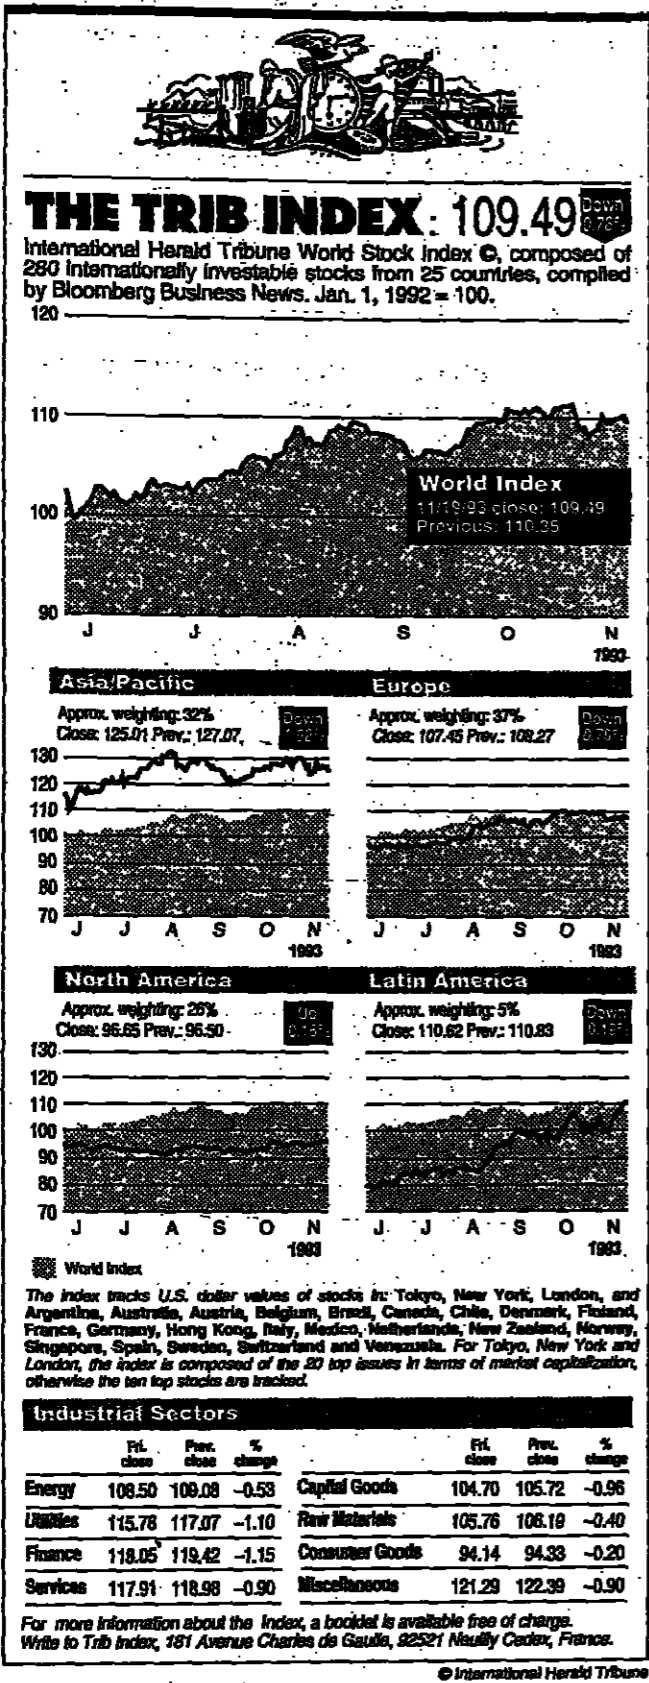 THE TRIB INDEX: 109.49 Down 0.78%
International Herald Tribune World Stock Index ©, composed of
280 internationally investable stocks from 25 countries, compiled
by Bloomberg Business News. Jan. 1, 1992 = 100.
120
110
100
90
World Index
11/19/93 close: 109.49
Previous: 110.35
J J A S O N
1993
Asia/Pacific
Approx. weighting: 32%
Close: 125.01 Prev.: 127.07
Down
130
120
110
100
90
80
70
J J A S O N
1993
Europe
Approx. weighting: 37%
Close: 107.45 Prev.: 108.27
Down
J J A S O N
1993
North America
Approx. weighting: 26%
Close: 96.65 Prev.: 96.50
Up
130
120
110
100
90
80
70
J J A S O N
1993
Latin America
Approx. weighting: 5%
Close: 110.62 Prev.: 110.83
Down
J J A S O N
1993
World Index
The index tracks U.S. dollar values of stocks in: Tokyo, New York, London, and
Argentina, Australia, Austria, Belgium, Brazil, Canada, Chile, Denmark, Finland,
France, Germany, Hong Kong, Italy, Mexico, Netherlands, New Zealand, Norway,
Singapore, Spain, Sweden, Switzerland and Venezuela. For Tokyo, New York and
London, the index is composed of the 20 top issues in terms of market capitalization,
otherwise the ten top stocks are tracked.
Industrial Sectors
Fri. close Prev. close % change
Energy 108.50 109.08 –0.53
Utilities 115.78 117.07 –1.10
Finance 118.05 119.42 –1.15
Services 117.91 118.98 –0.90
Fri. close Prev. close % change
Capital Goods 104.70 105.72 –0.96
Raw Materials 105.76 106.19 –0.40
Consumer Goods 94.14 94.33 –0.20
Miscellaneous 121.29 122.39 –0.90
For more information about the Index, a booklet is available free of charge.
Write to Trib Index, 181 Avenue Charles de Gaulle, 92521 Neuilly Cedex, France.
© International Herald Tribune